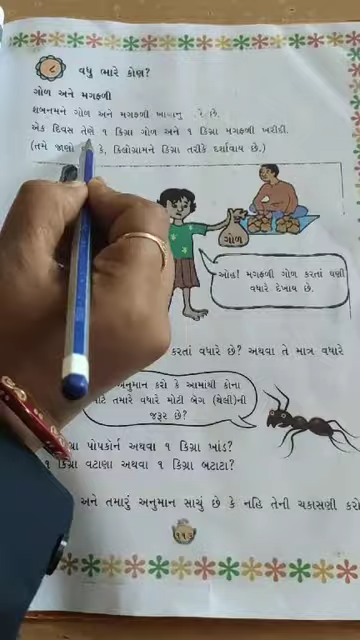 ૮
વધુ ભારે કોણ?
ગોળ અને મગફળી
શબનમને ગોળ અને મગફળી ખાવાનું રે છે.
એક દિવસ તેણે ૧ કિગ્રા ગોળ અને ૧ કિગ્રા મગફળી ખરીદી.
(તમે જાણો કે, કિલોગ્રામને કિગ્રા તરીકે દર્શાવાય છે.)
ગોળ
ઓહ! મગફળી ગોળ કરતાં ઘણી
વધારે દેખાય છે.
કરતાં વધારે છે? અથવા તે માત્ર વધારે
અનુમાન કરો કે આમાંથી કોના
માટે તમારે વધારે મોટી બેગ (થેલી)ની
જરૂર છે?
પોપકોર્ન અથવા ૧ કિગ્રા ખાંડ?
૧ કિગ્રા વટાણા અથવા ૧ કિગ્રા બટાટા?
અને તમારું અનુમાન સાચું છે કે નહિ તેની ચકાસણી કરો